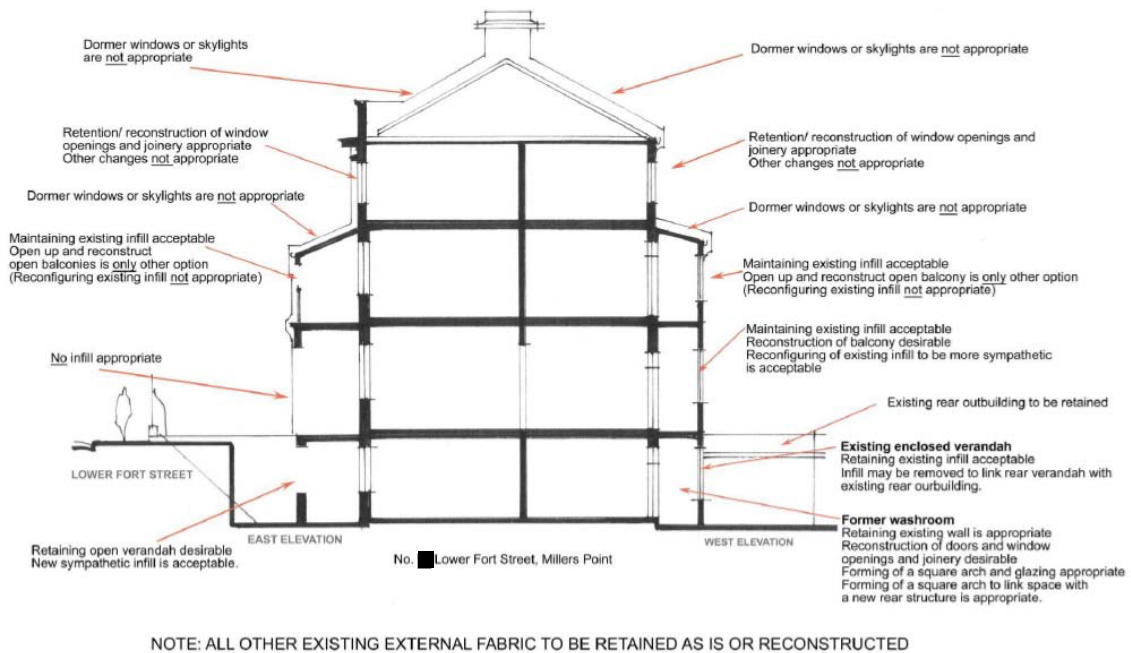 Dormer windows or skylights
are not appropriate
Dormer windows or skylights are not appropriate
Retention/ reconstruction of window
openings and joinery appropriate
Other changes not appropriate
Retention/ reconstruction of window openings and
joinery appropriate
Other changes not appropriate
Dormer windows or skylights are not appropriate
Dormer windows or skylights are not appropriate
Maintaining existing infill acceptable
Open up and reconstruct
open balconies is only other option
(Reconfiguring existing infill not appropriate)
Maintaining existing infill acceptable
Open up and reconstruct open balcony is only other option
(Reconfiguring existing infill not appropriate)
Maintaining existing infill acceptable
Reconstruction of balcony desirable
Reconfiguring of existing infill to be more sympathetic
is acceptable
No infill appropriate
Existing rear outbuilding to be retained
LOWER FORT STREET
Existing enclosed verandah
Retaining existing infill acceptable
Infill may be removed to link rear verandah with
existing rear ourbuilding.
Former washroom
Retaining existing wall is appropriate
Reconstruction of doors and window
openings and joinery desirable
Forming of a square arch and glazing appropriate
Forming of a square arch to link space with
a new rear structure is appropriate.
EAST ELEVATION
WEST ELEVATION
Retaining open verandah desirable
New sympathetic infill is acceptable.
No. Lower Fort Street, Millers Point
NOTE: ALL OTHER EXISTING EXTERNAL FABRIC TO BE RETAINED AS IS OR RECONSTRUCTED